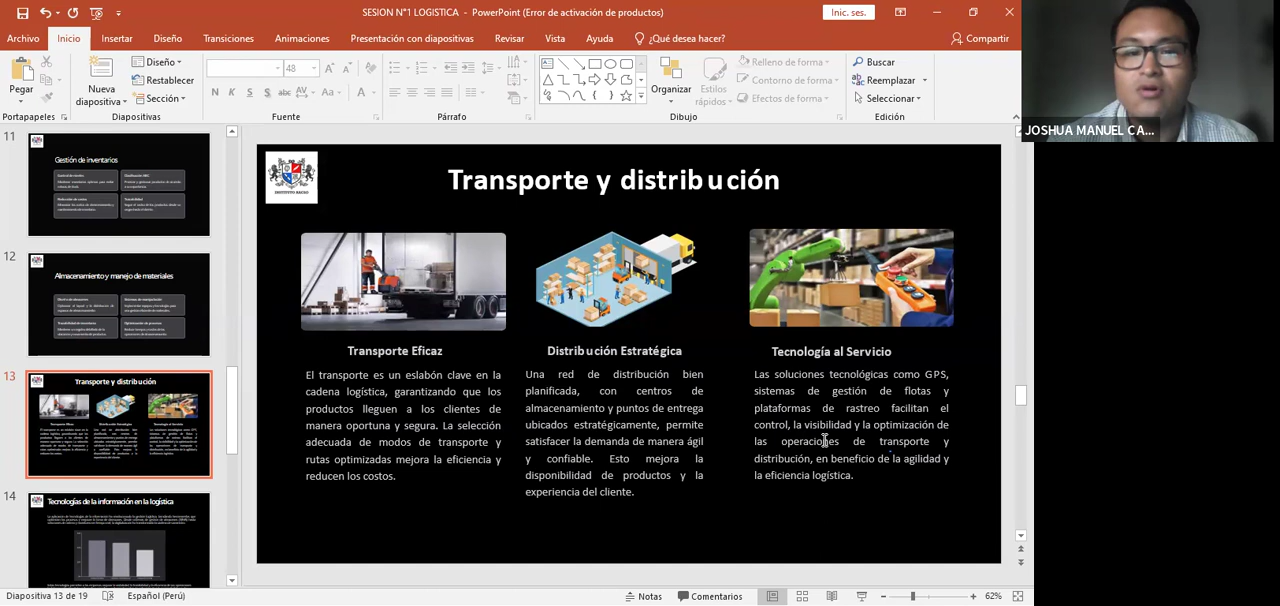 SESION N°1 LOGISTICA - PowerPoint (Error de activación de productos)
Inic. ses.
Archivo
Inicio
Insertar
Diseño
Transiciones
Animaciones
Presentación con diapositivas
Revisar
Vista
Ayuda
¿Qué desea hacer?
Compartir
Pegar
Portapapeles
Nueva
diapositiva
Diseño
Restablecer
Sección
Diapositivas
48
N K S S abc AV Aa A
Fuente
Párrafo
Organizar
Estilos
rápidos
Relleno de forma
Contorno de forma
Efectos de forma
Dibujo
Buscar
Reemplazar
Seleccionar
Edición
JOSHUA MANUEL CA...
11
Gestión de inventarios
12
Almacenamiento y manejo de materiales
13
Transporte y distribución
14
Tecnologías de la información en la logística
Transporte y distribución
Transporte Eficaz
El transporte es un eslabón clave en la
cadena logística, garantizando que los
productos lleguen a los clientes de
manera oportuna y segura. La selección
adecuada de modos de transporte y
rutas optimizadas mejora la eficiencia y
reducen los costos.
Distribución Estratégica
Una red de distribución bien
planificada, con centros de
almacenamiento y puntos de entrega
ubicados estratégicamente, permite
satisfacer la demanda de manera ágil
y confiable. Esto mejora la
disponibilidad de productos y la
experiencia del cliente.
Tecnología al Servicio
Las soluciones tecnológicas como GPS,
sistemas de gestión de flotas y
plataformas de rastreo facilitan el
control, la visibilidad y la optimización de
las operaciones de transporte y
distribución, en beneficio de la agilidad y
la eficiencia logística.
Diapositiva 13 de 19
Español (Perú)
Notas
Comentarios
62%